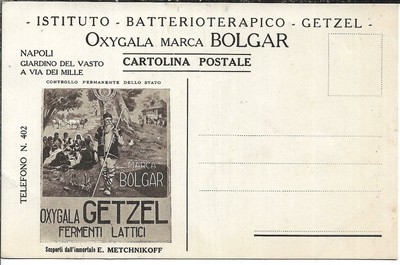 - ISTITUTO - BATTERIOTERAPICO - GETZEL -
OXYGALA MARCA BOLGAR
NAPOLI
GIARDINO DEL VASTO
A VIA DEI MILLE
CARTOLINA POSTALE
CONTROLLO PERMANENTE DELLO STATO
TELEFONO N. 402
MARCA
BOLGAR
OXYGALA GETZEL
FERMENTI LATTICI
Scoperti dall'immortale E. METCHNIKOFF